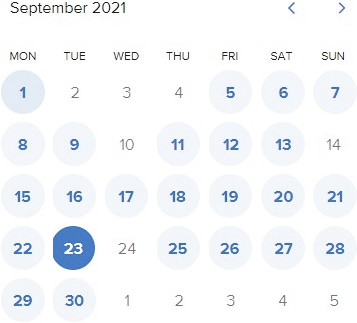 September 2021
MON TUE WED THU FRI SAT SUN
1 2 3 4 5 6 7
8 9 10 11 12 13 14
15 16 17 18 19 20 21
22 23 24 25 26 27 28
29 30 1 2 3 4 5